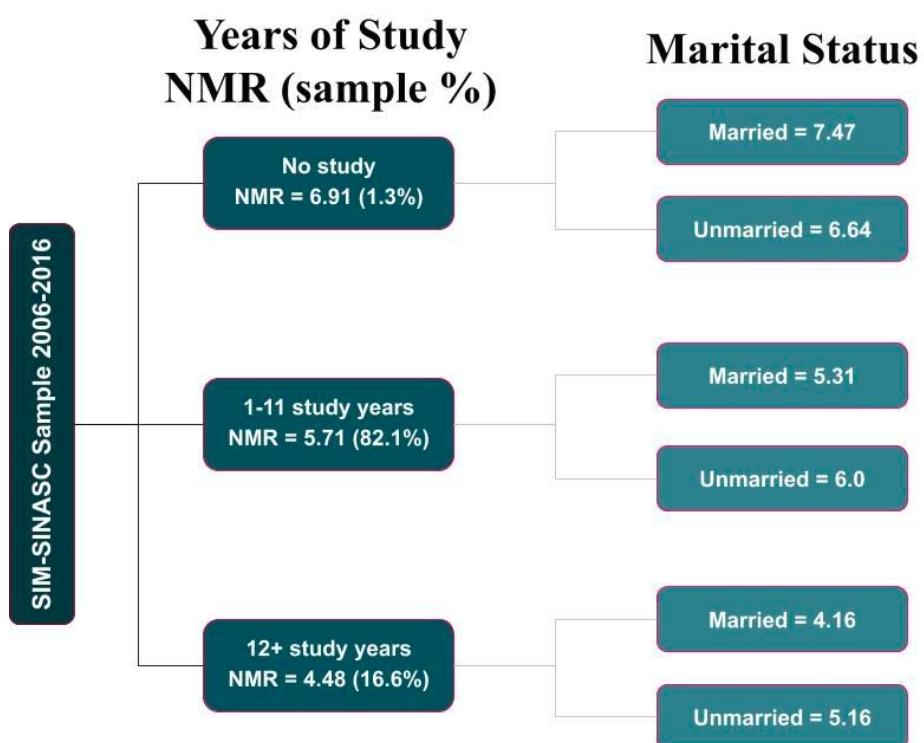 Years of Study
NMR (sample %)
Marital Status
SIM-SINASC Sample 2006-2016
No study
NMR = 6.91 (1.3%)
Married = 7.47
Unmarried = 6.64
1-11 study years
NMR = 5.71 (82.1%)
Married = 5.31
Unmarried = 6.0
12+ study years
NMR = 4.48 (16.6%)
Married = 4.16
Unmarried = 5.16